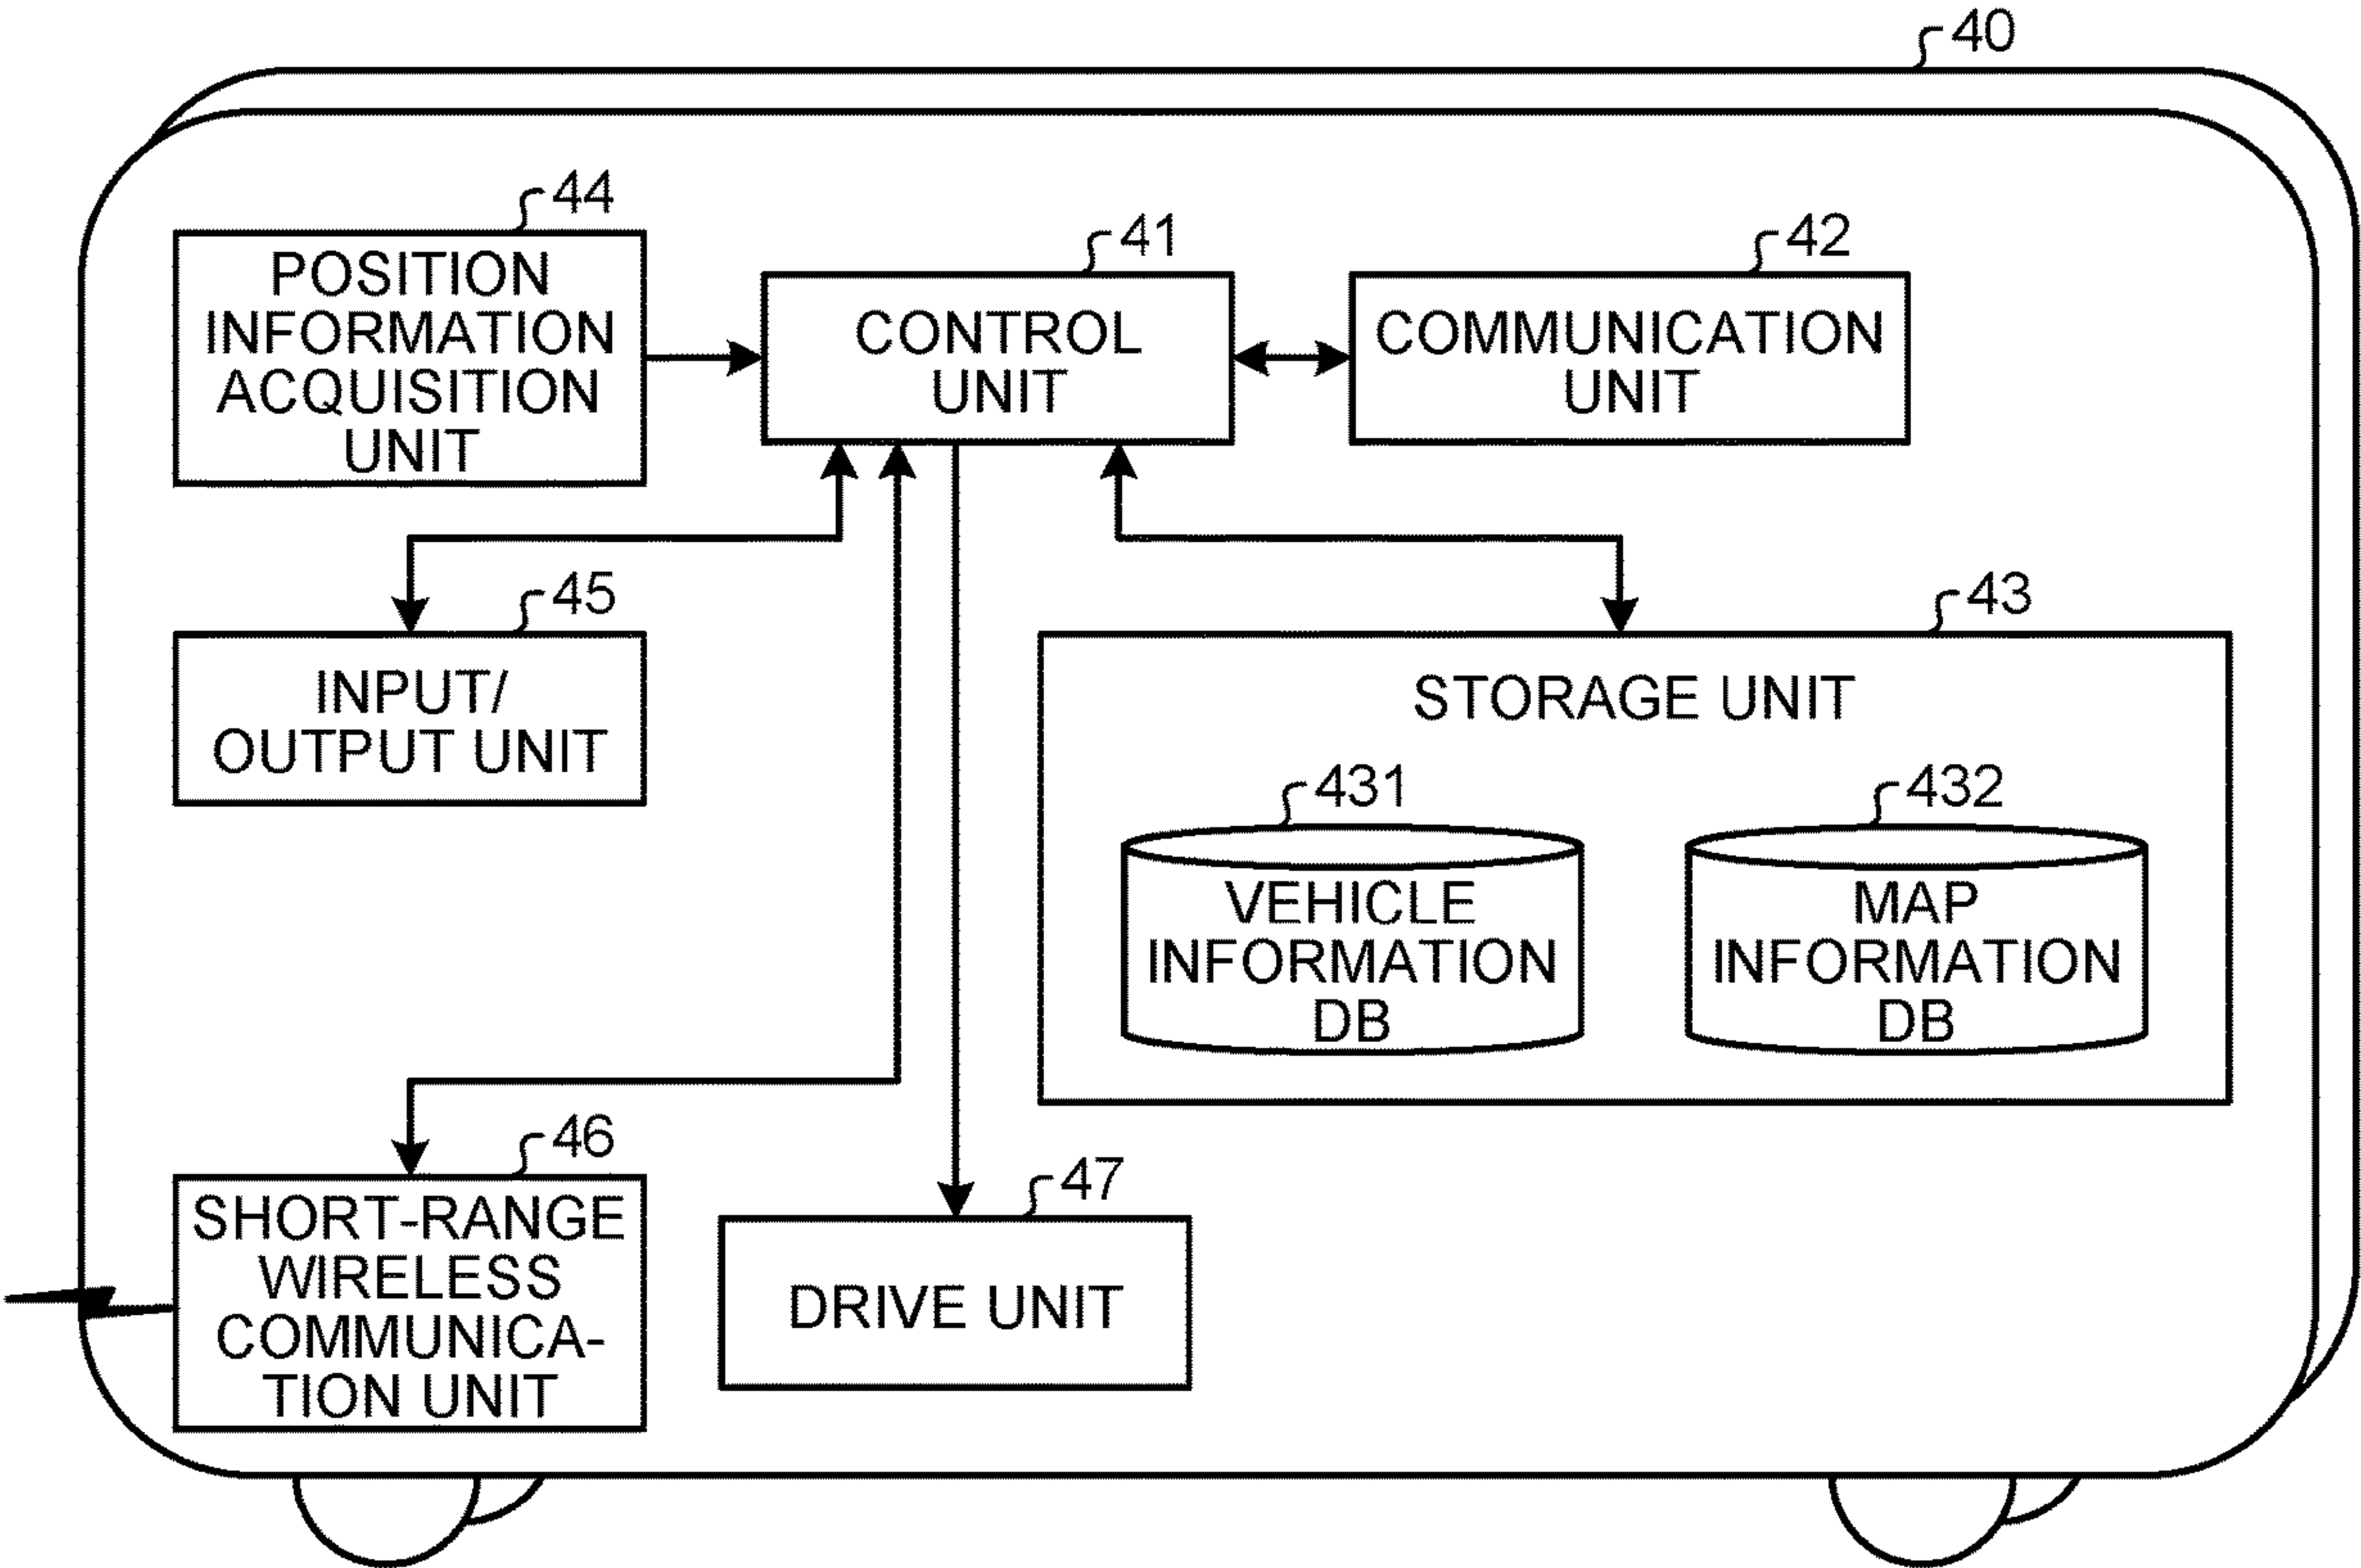 40
44
POSITION
INFORMATION
ACQUISITION
UNIT
41
CONTROL
UNIT
42
COMMUNICATION
UNIT
45
INPUT/
OUTPUT UNIT
43
STORAGE UNIT
431
VEHICLE
INFORMATION
DB
432
MAP
INFORMATION
DB
46
SHORT-RANGE
WIRELESS
COMMUNICA-
TION UNIT
47
DRIVE UNIT